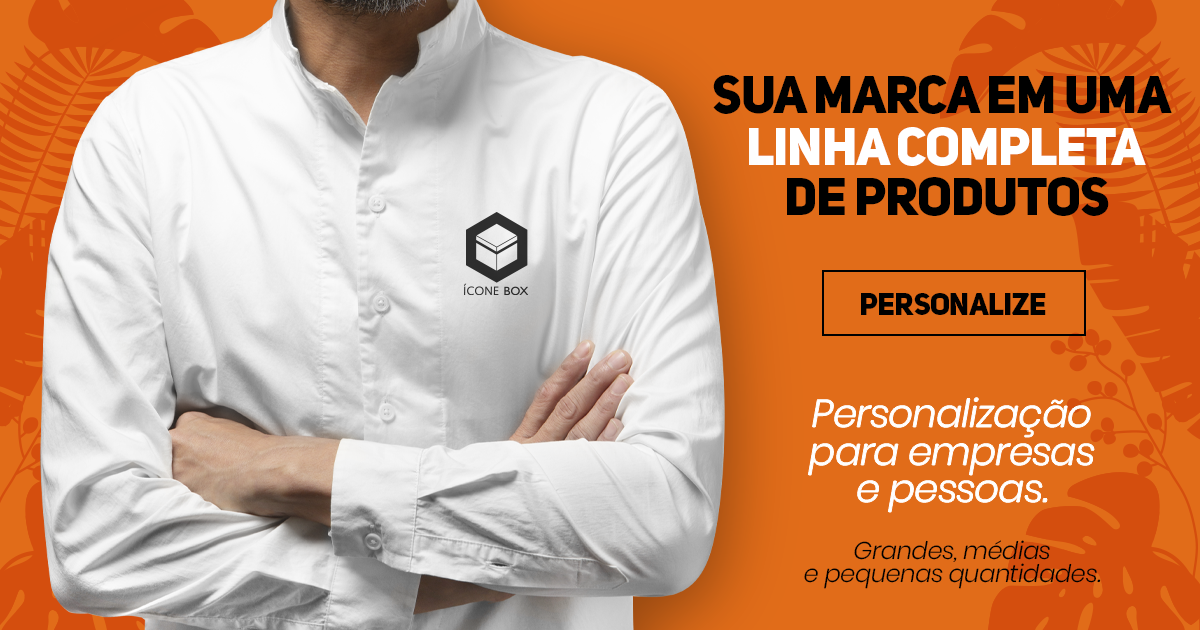 SUA MARCA EM UMA
LINHA COMPLETA
DE PRODUTOS
ÍCONE BOX
PERSONALIZE
Personalização
para empresas
e pessoas.
Grandes, médias
e pequenas quantidades.